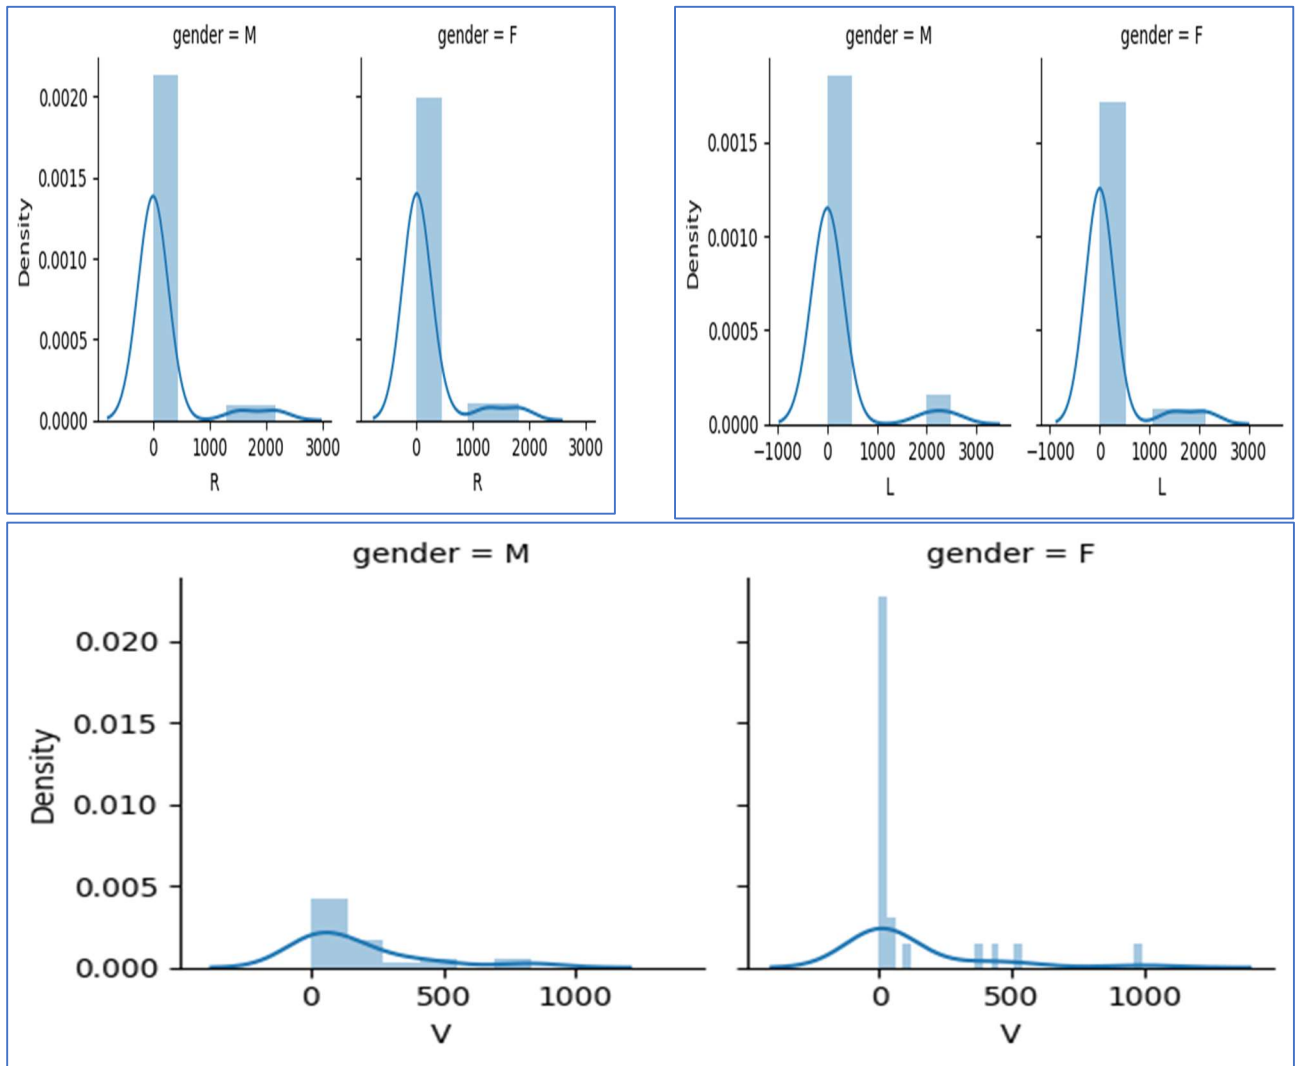 gender = M
gender = F
0.0020
0.0015
0.0010
0.0005
0.0000
Density
0 1000 2000 3000
0 1000 2000 3000
R
R
gender = M
gender = F
0.0015
0.0010
0.0005
0.0000
Density
−1000 0 1000 2000 3000
−1000 0 1000 2000 3000
L
L
gender = M
gender = F
0.020
0.015
0.010
0.005
0.000
Density
0 500 1000
0 500 1000
V
V